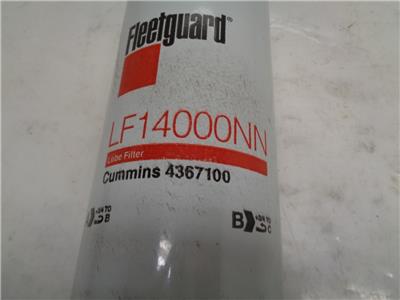 Fleetguard®
LF14000NN
Lube Filter
Cummins 4367100
B